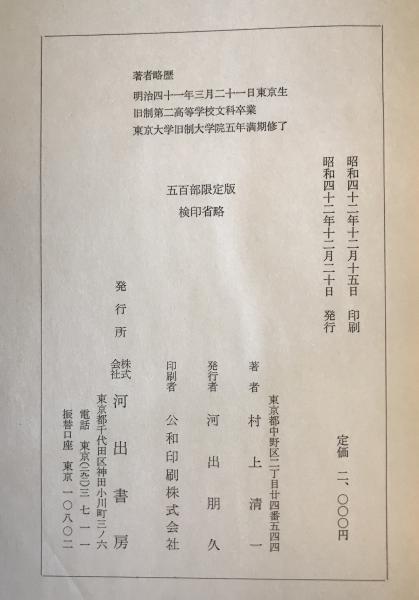 著者略歴
明治四十一年三月二十一日東京生
旧制第二高等学校文科卒業
東京大学旧制大学院五年満期修了
五百部限定版
検印省略
昭和四十二年十二月十五日 印刷
昭和四十二年十二月二十日 発行
定価 二、〇〇〇円
東京都中野区二丁目廿四番五四四
著者 村上清一
発行者 河出朋久
印刷者 公和印刷株式会社
発行所 株式会社 河出書房
東京都千代田区神田小川町三ノ六
電話 東京(二九二)三七一一
振替口座 東京一〇八〇二